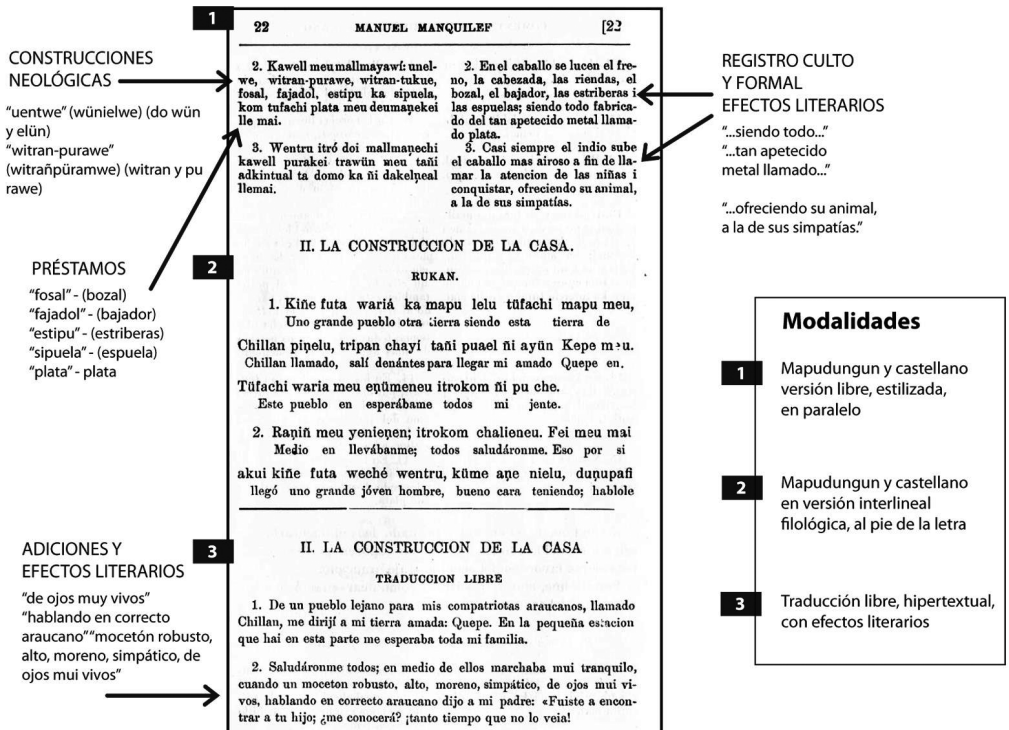 1
22 MANUEL MANQUILEF [22
CONSTRUCCIONES
NEOLÓGICAS
"uentwe" (wünielwe) (do wün
y elün)
"witran-purawe"
(witrañpüramwe) (witran y pu
rawe)
PRÉSTAMOS
"fosal" - (bozal)
"fajadol" - (bajador)
"estipu" - (estriberas)
"sipuela" - (espuela)
"plata" - plata
2. Kawell meu mallmayawí: unel-
we, witran-purawe, witran-tukue,
fosal, fajadol, estipu ka sipuela,
kom tufachi plata meu deumaṇekei
lle mai.
3. Wentru itró doi mallmaṇechi
kawell purakei trawün meu tañi
adkintual ta domo ka ñi dakelṇeal
llemai.
2. En el caballo se lucen el fre-
no, la cabezada, las riendas, el
bozal, el bajador, las estriberas i
las espuelas; siendo todo fabrica-
do del tan apetecido metal llama-
do plata.
3. Casi siempre el indio sube
el caballo mas airoso a fin de lla-
mar la atencion de las niñas i
conquistar, ofreciendo su animal,
a la de sus simpatías.
REGISTRO CULTO
Y FORMAL
EFECTOS LITERARIOS
"...siendo todo..."
"...tan apetecido
metal llamado..."
"...ofreciendo su animal,
a la de sus simpatías."
2
II. LA CONSTRUCCION DE LA CASA.
RUKAN.
1. Kiñe futa wariá ka mapu lelu tüfachi mapu meu,
Uno grande pueblo otra tierra siendo esta tierra de
Chillan piṇelu, tripan chayí tañi puael ñi ayün Kepe meu.
Chillan llamado, salí denántes para llegar mi amado Quepe en.
Tüfachi waria meu eṇümeneu itrokom ñi pu che.
Este pueblo en esperábame todos mi jente.
2. Raṇiñ meu yenieṇen; itrokom chalieneu. Fei meu mai
Medio en llevábanme; todos saludáronme. Eso por si
akui kiñe futa weché wentru, küme aṇe nielu, duṇupafi
llegó uno grande jóven hombre, bueno cara teniendo; hablole
3
II. LA CONSTRUCCION DE LA CASA
TRADUCCION LIBRE
1. De un pueblo lejano para mis compatriotas araucanos, llamado
Chillan, me dirijí a mi tierra amada: Quepe. En la pequeña estacion
que hai en esta parte me esperaba toda mi familia.
2. Saludáronme todos; en medio de ellos marchaba mui tranquilo,
cuando un moceton robusto, alto, moreno, simpático, de ojos mui vi-
vos, hablando en correcto araucano dijo a mi padre: «Fuiste a encon-
trar a tu hijo; ¿me conocerá? ¡tanto tiempo que no lo veia!
ADICIONES Y
EFECTOS LITERARIOS
"de ojos muy vivos"
"hablando en correcto
araucano" "mocetón robusto,
alto, moreno, simpático, de
ojos mui vivos"
Modalidades
1 Mapudungun y castellano
versión libre, estilizada,
en paralelo
2 Mapudungun y castellano
en versión interlineal
filológica, al pie de la letra
3 Traducción libre, hipertextual,
con efectos literarios